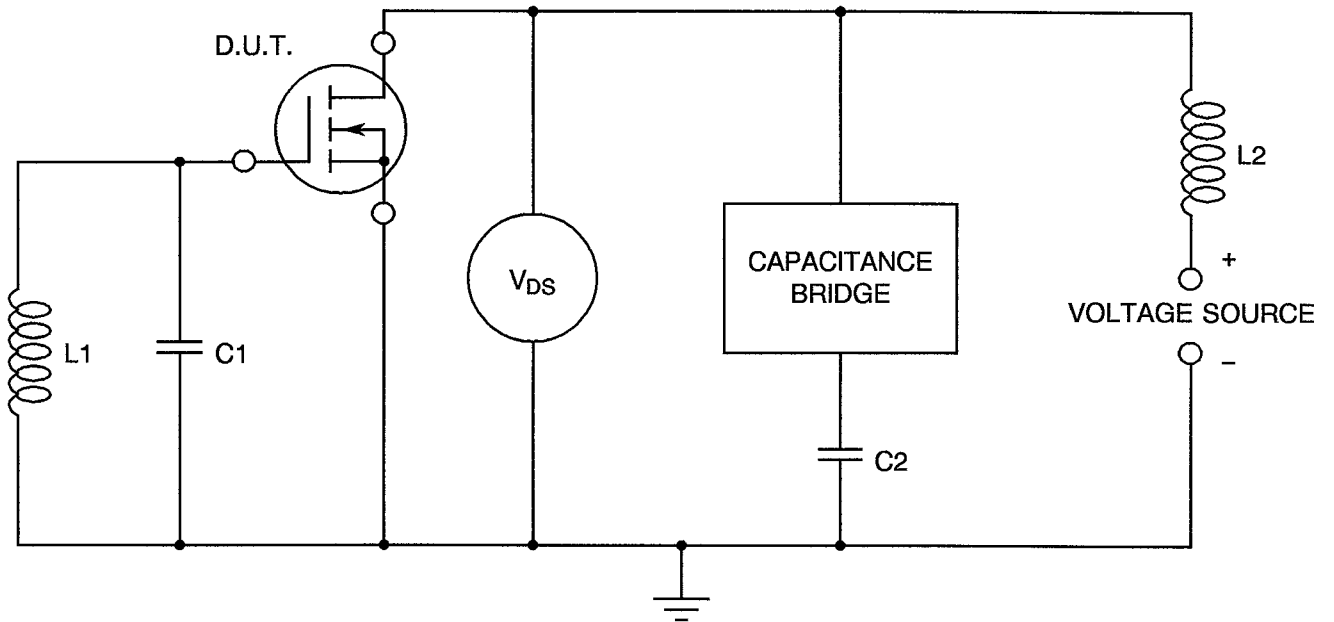 D.U.T.
L1
C1
VDS
CAPACITANCE
BRIDGE
C2
L2
+
VOLTAGE SOURCE
–